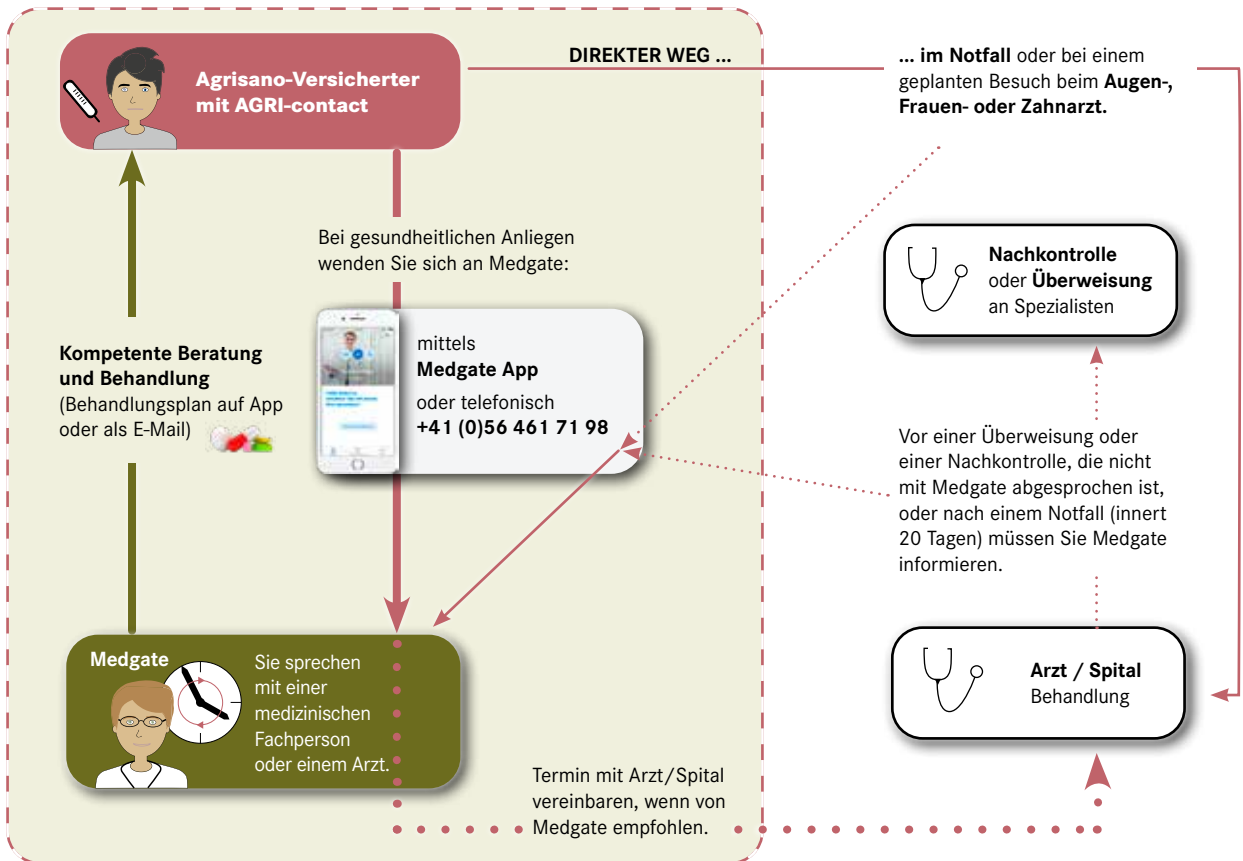 Agrisano-Versicherter
mit AGRI-contact
DIREKTER WEG ...
... im Notfall oder bei einem
geplanten Besuch beim Augen-,
Frauen- oder Zahnarzt.
Bei gesundheitlichen Anliegen
wenden Sie sich an Medgate:
mittels
Medgate App
oder telefonisch
+41 (0)56 461 71 98
Kompetente Beratung
und Behandlung
(Behandlungsplan auf App
oder als E-Mail)
Nachkontrolle
oder Überweisung
an Spezialisten
Vor einer Überweisung oder
einer Nachkontrolle, die nicht
mit Medgate abgesprochen ist,
oder nach einem Notfall (innert
20 Tagen) müssen Sie Medgate
informieren.
Medgate
Sie sprechen
mit einer
medizinischen
Fachperson
oder einem Arzt.
Arzt / Spital
Behandlung
Termin mit Arzt/Spital
vereinbaren, wenn von
Medgate empfohlen.